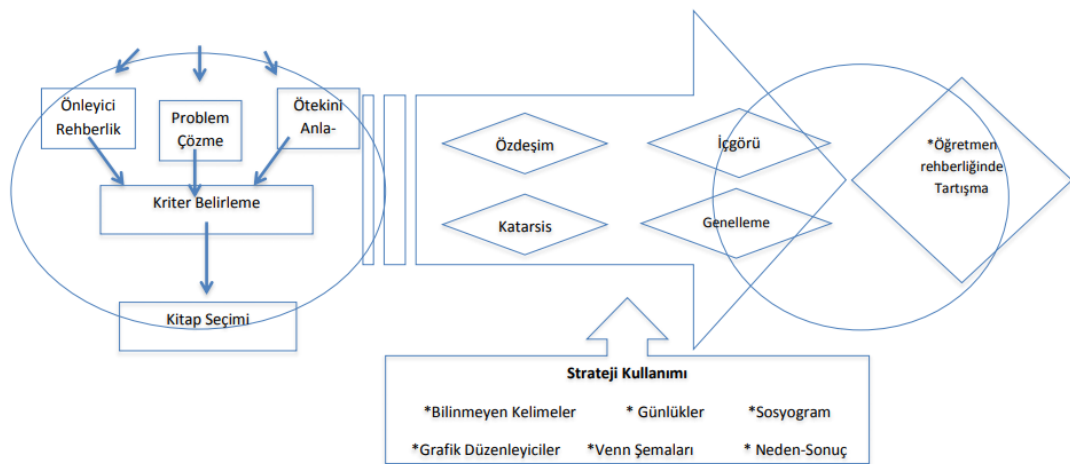 Önleyici
Rehberlik
Problem
Çözme
Ötekini
Anla-
Kriter Belirleme
Kitap Seçimi
Özdeşim
İçgörü
Katarsis
Genelleme
*Öğretmen
rehberliğinde
Tartışma
Strateji Kullanımı
*Bilinmeyen Kelimeler * Günlükler *Sosyogram
*Grafik Düzenleyiciler *Venn Şemaları * Neden-Sonuç